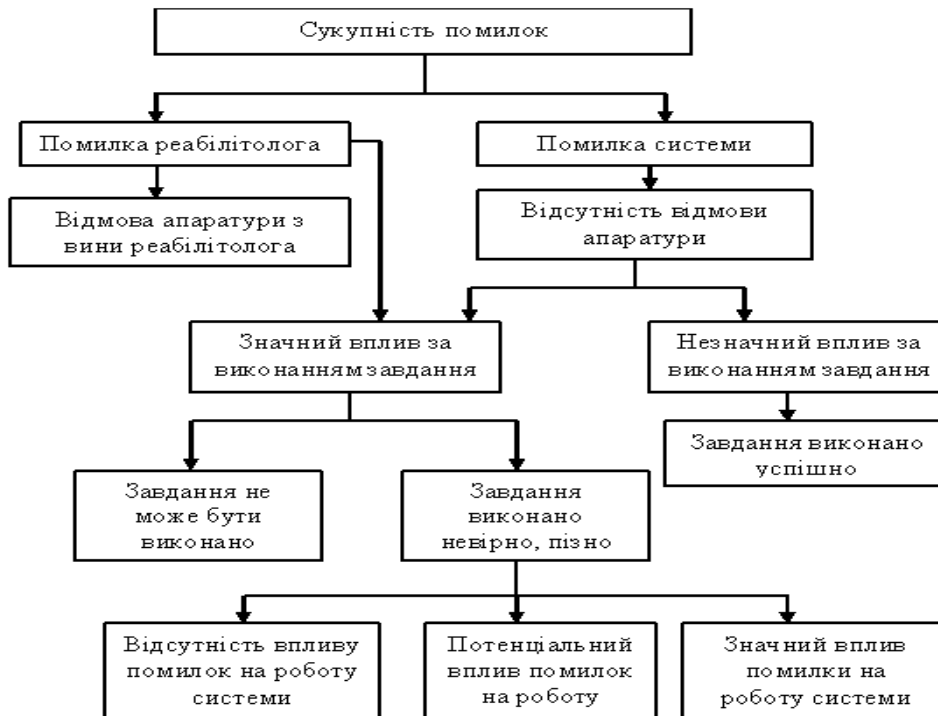 Сукупність помилок
Помилка реабілітолога
Помилка системи
Відмова апаратури з
вини реабілітолога
Відсутність відмови
апаратури
Значний вплив за
виконанням завдання
Незначний вплив за
виконанням завдання
Завдання виконано
успішно
Завдання не
може бути
виконано
Завдання
виконано
невірно, пізно
Відсутність впливу
помилок на роботу
системи
Потенціальний
вплив помилок
на роботу
Значний вплив
помилки на
роботу системи